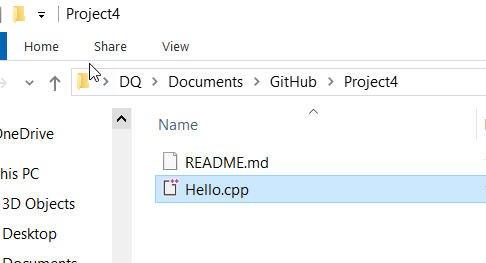 Project4
Home Share View
DQ Documents GitHub Project4
OneDrive
Name
README.md
his PC
Hello.cpp
3D Objects
Desktop
Downloads